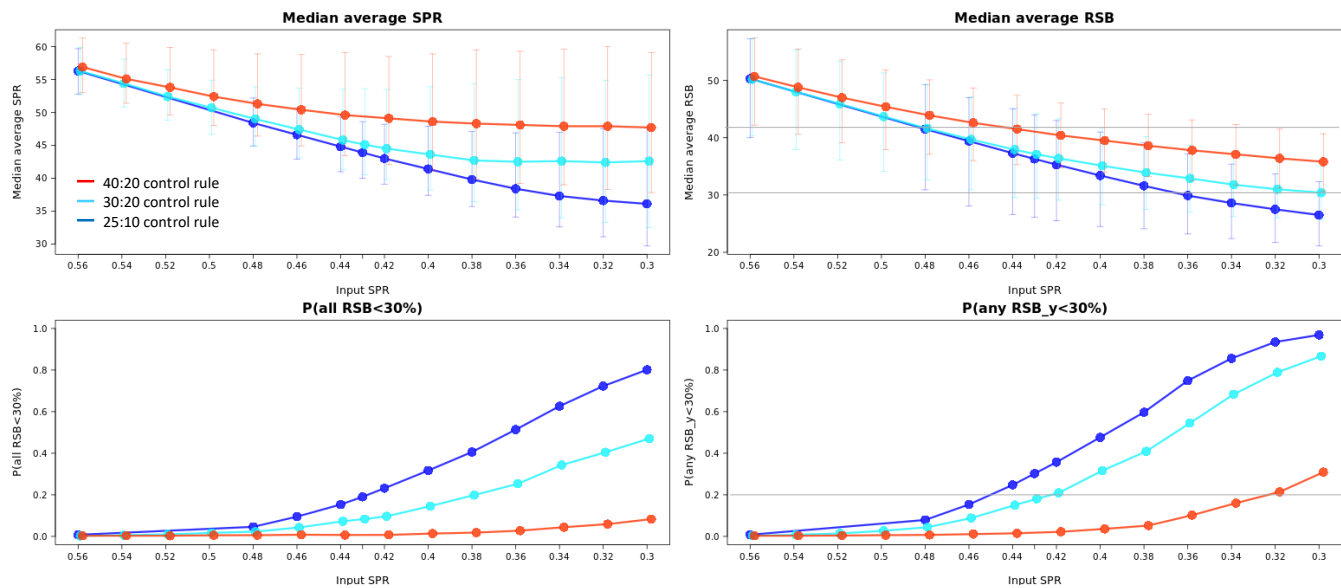 Median average SPR
Median average SPR
60
55
50
45
40
35
30
40:20 control rule
30:20 control rule
25:10 control rule
0.56 0.54 0.52 0.5 0.48 0.46 0.44 0.42 0.4 0.38 0.36 0.34 0.32 0.3
Input SPR
Median average RSB
Median average RSB
50
40
30
20
0.56 0.54 0.52 0.5 0.48 0.46 0.44 0.42 0.4 0.38 0.36 0.34 0.32 0.3
Input SPR
P(all RSB<30%)
P(all RSB<30%)
1.0
0.8
0.6
0.4
0.2
0.0
0.56 0.54 0.52 0.5 0.48 0.46 0.44 0.42 0.4 0.38 0.36 0.34 0.32 0.3
Input SPR
P(any RSB_y<30%)
P(any RSB_y<30%)
1.0
0.8
0.6
0.4
0.2
0.0
0.56 0.54 0.52 0.5 0.48 0.46 0.44 0.42 0.4 0.38 0.36 0.34 0.32 0.3
Input SPR